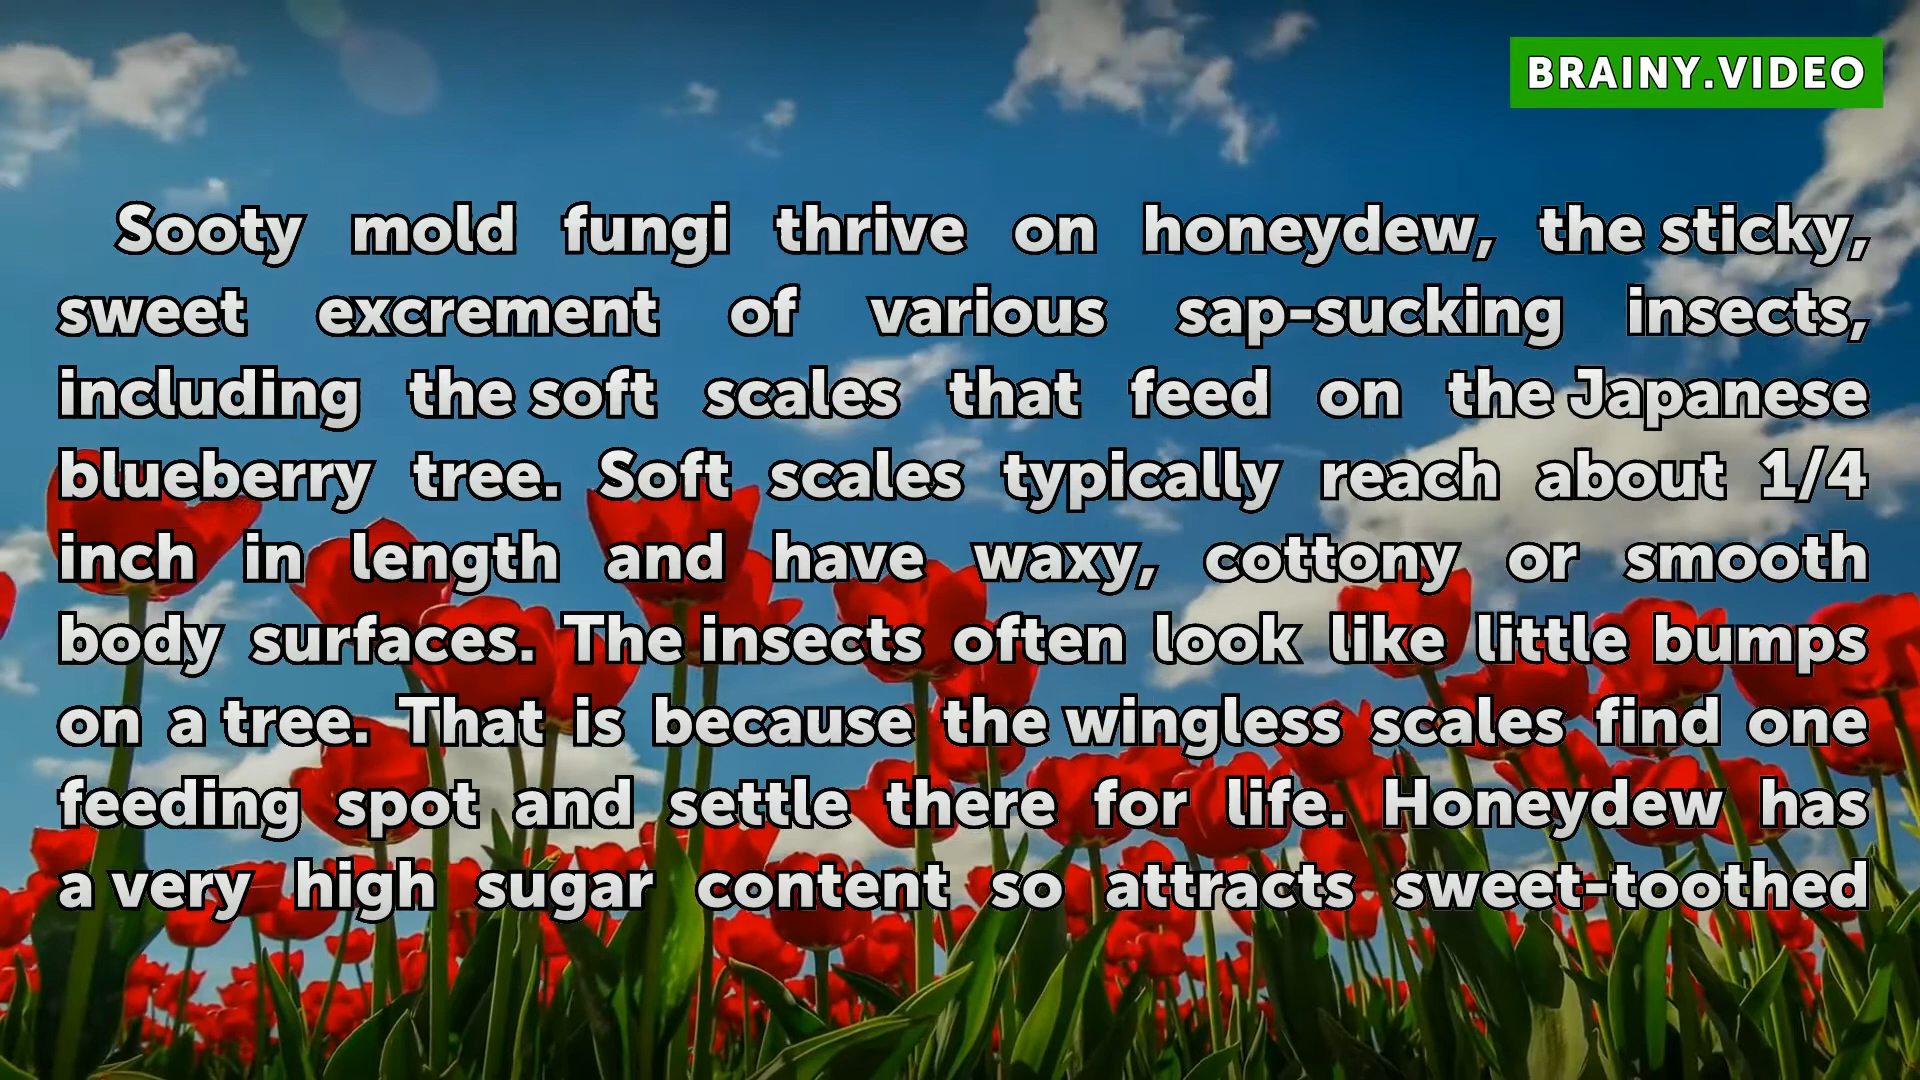 BRAINY.VIDEO
Sooty mold fungi thrive on honeydew, the sticky,
sweet excrement of various sap-sucking insects,
including the soft scales that feed on the Japanese
blueberry tree. Soft scales typically reach about 1/4
inch in length and have waxy, cottony or smooth
body surfaces. The insects often look like little bumps
on a tree. That is because the wingless scales find one
feeding spot and settle there for life. Honeydew has
a very high sugar content so attracts sweet-toothed